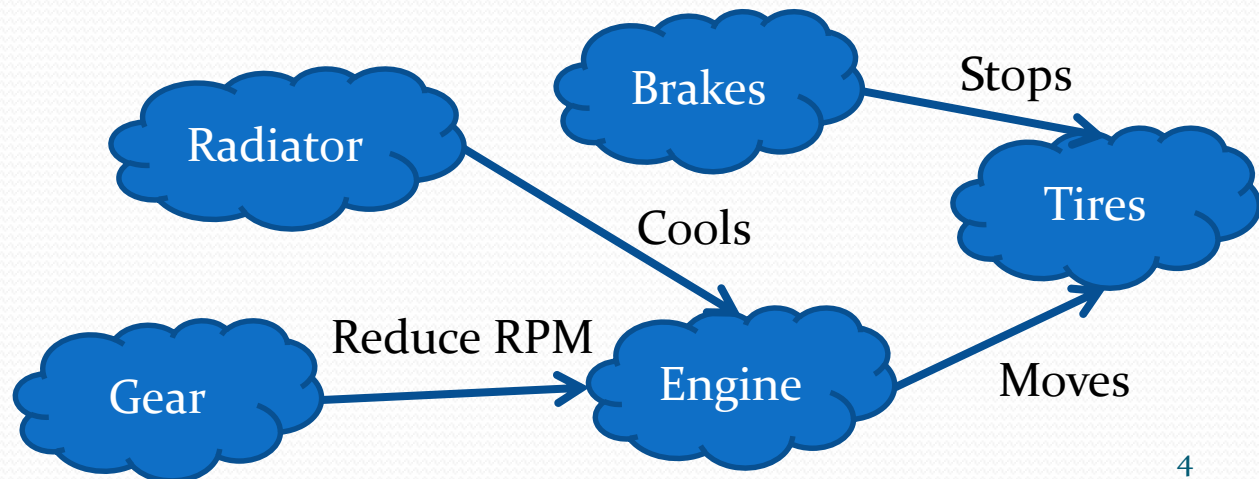 Brakes
Stops
Radiator
Tires
Cools
Reduce RPM
Gear
Engine
Moves
4